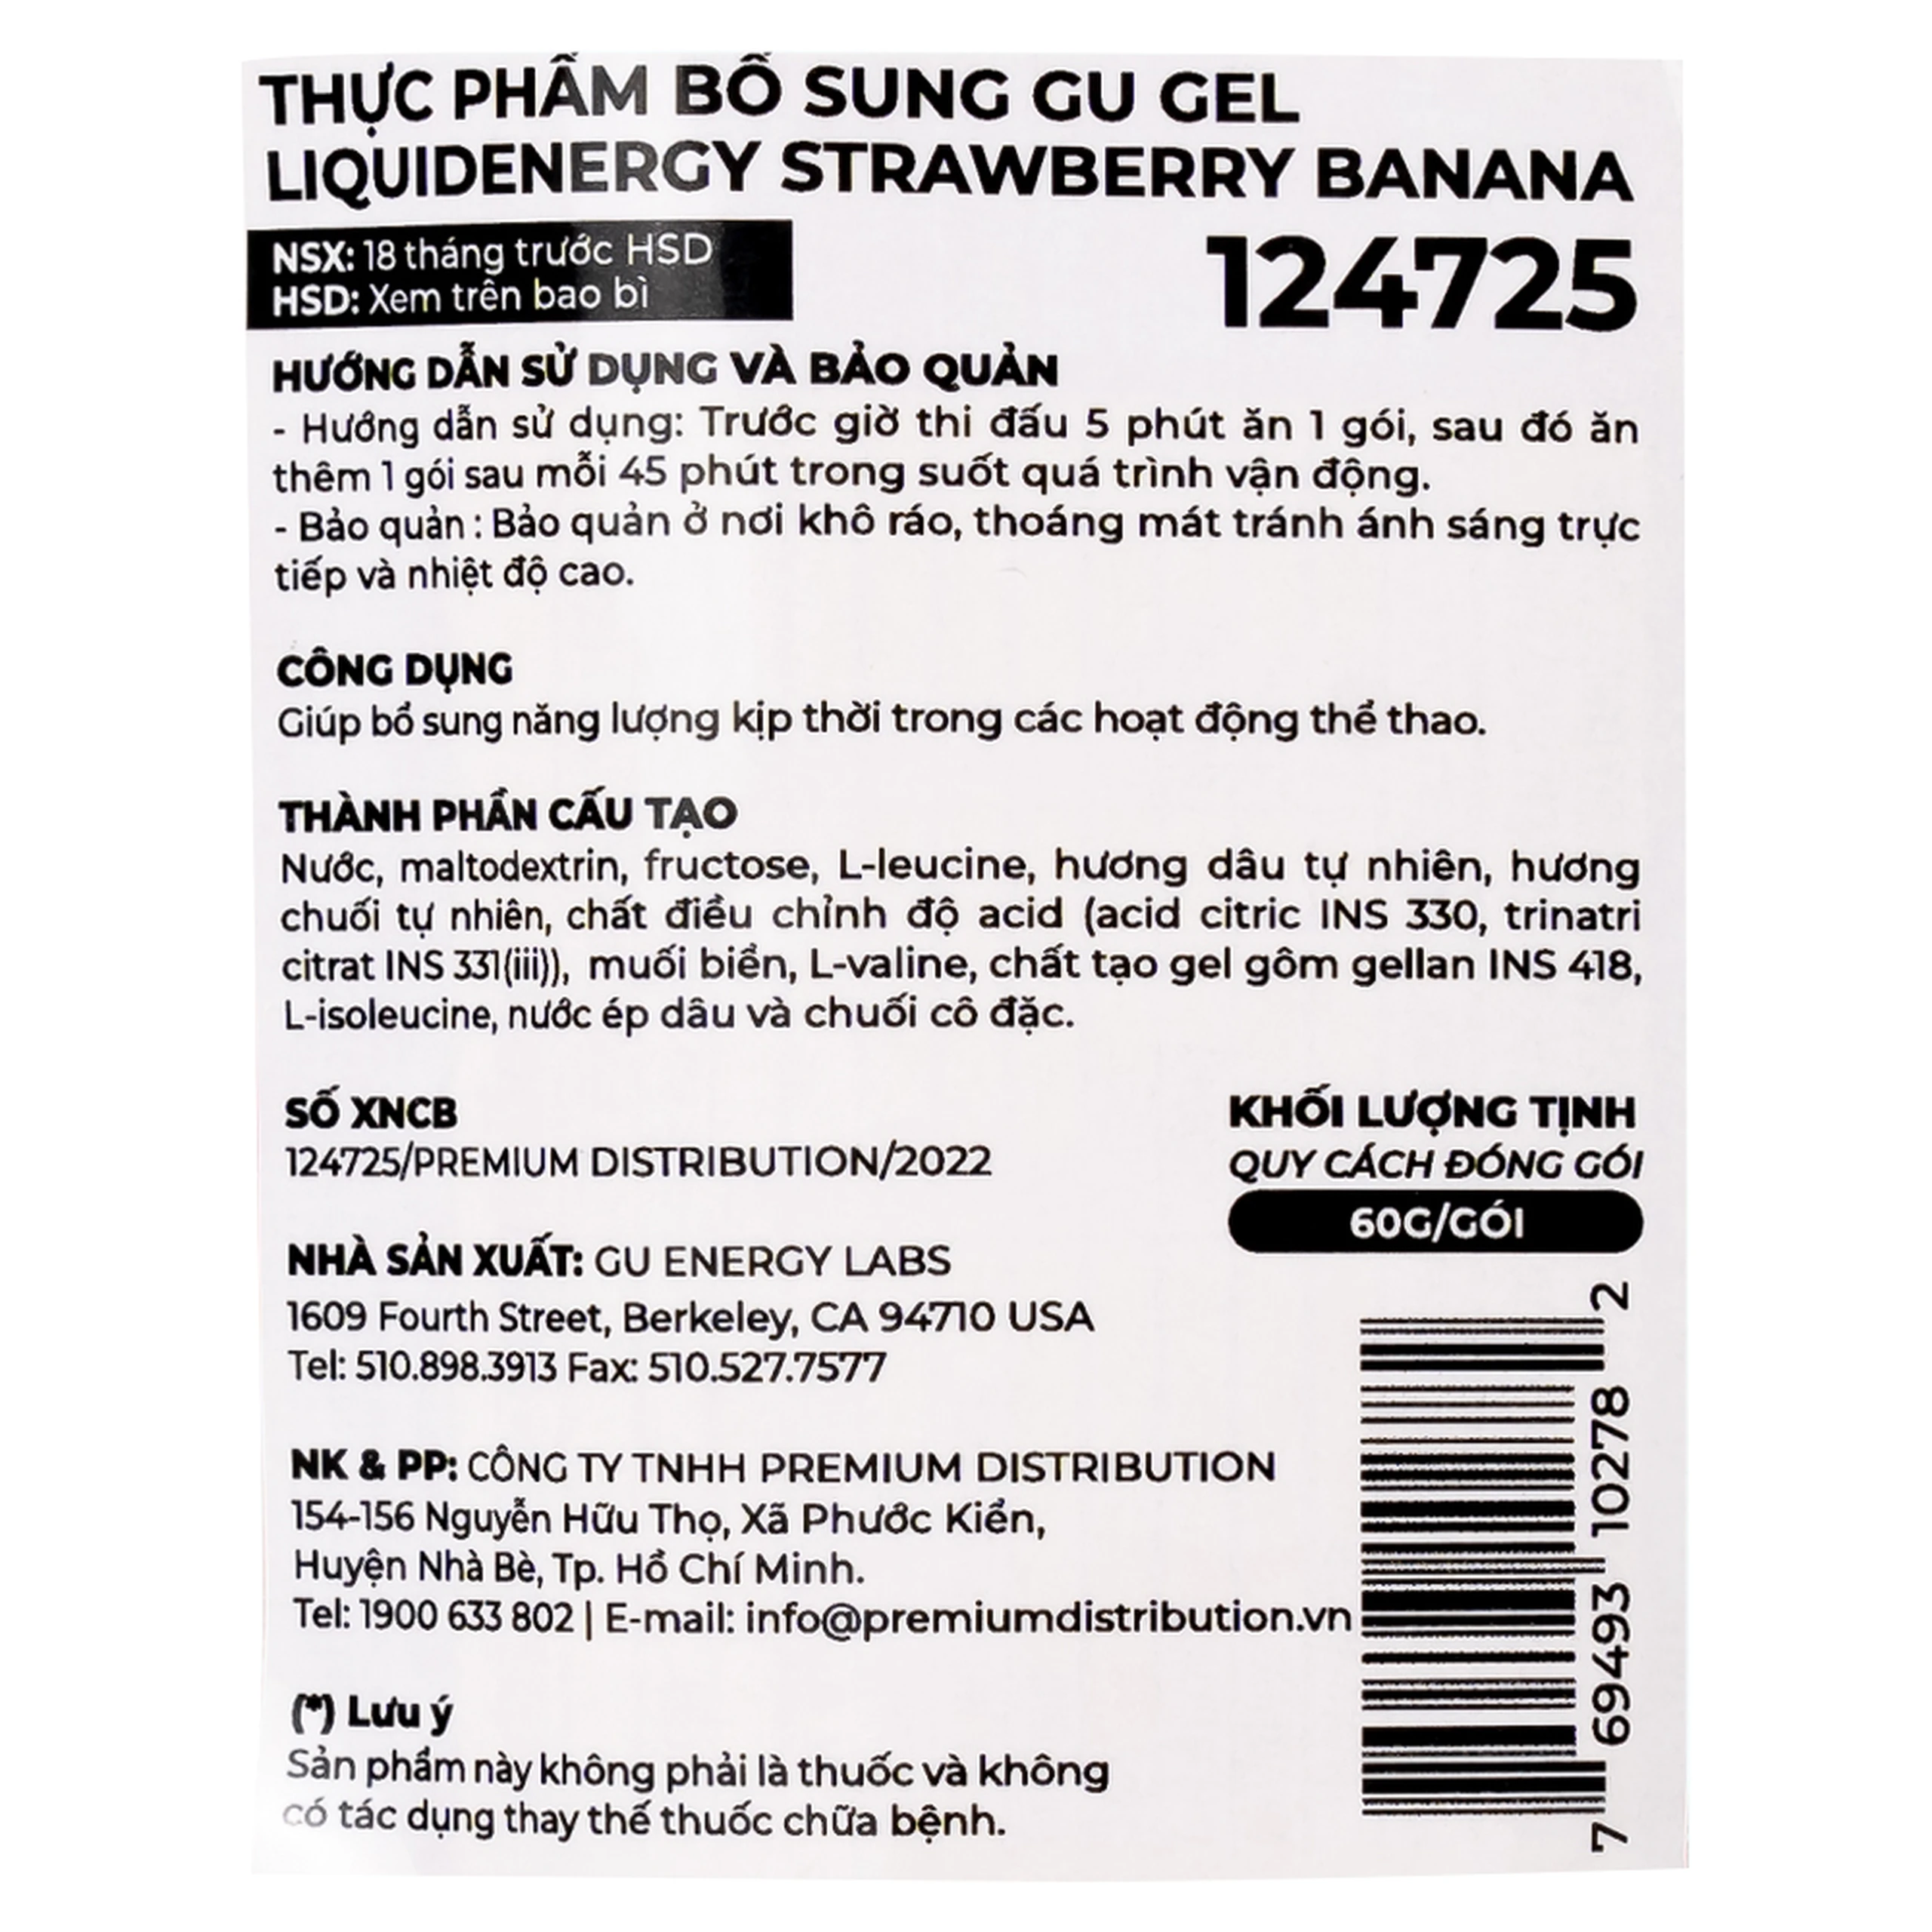 THỰC PHẨM BỔ SUNG GU GEL
LIQUIDENERGY STRAWBERRY BANANA
NSX: 18 tháng trước HSD
HSD: Xem trên bao bì
124725
HƯỚNG DẪN SỬ DỤNG VÀ BẢO QUẢN
- Hướng dẫn sử dụng: Trước giờ thi đấu 5 phút ăn 1 gói, sau đó ăn
thêm 1 gói sau mỗi 45 phút trong suốt quá trình vận động.
- Bảo quản : Bảo quản ở nơi khô ráo, thoáng mát tránh ánh sáng trực
tiếp và nhiệt độ cao.
CÔNG DỤNG
Giúp bổ sung năng lượng kịp thời trong các hoạt động thể thao.
THÀNH PHẦN CẤU TẠO
Nước, maltodextrin, fructose, L-leucine, hương dâu tự nhiên, hương
chuối tự nhiên, chất điều chỉnh độ acid (acid citric INS 330, trinatri
citrat INS 331(iii)), muối biển, L-valine, chất tạo gel gôm gellan INS 418,
L-isoleucine, nước ép dâu và chuối cô đặc.
SỐ XNCB
124725/PREMIUM DISTRIBUTION/2022
KHỐI LƯỢNG TỊNH
QUY CÁCH ĐÓNG GÓI
60G/GÓI
NHÀ SẢN XUẤT: GU ENERGY LABS
1609 Fourth Street, Berkeley, CA 94710 USA
Tel: 510.898.3913 Fax: 510.527.7577
NK & PP: CÔNG TY TNHH PREMIUM DISTRIBUTION
154-156 Nguyễn Hữu Thọ, Xã Phước Kiển,
Huyện Nhà Bè, Tp. Hồ Chí Minh.
Tel: 1900 633 802 | E-mail: info@premiumdistribution.vn
(*) Lưu ý
Sản phẩm này không phải là thuốc và không
có tác dụng thay thế thuốc chữa bệnh.
7 69493 10278 2